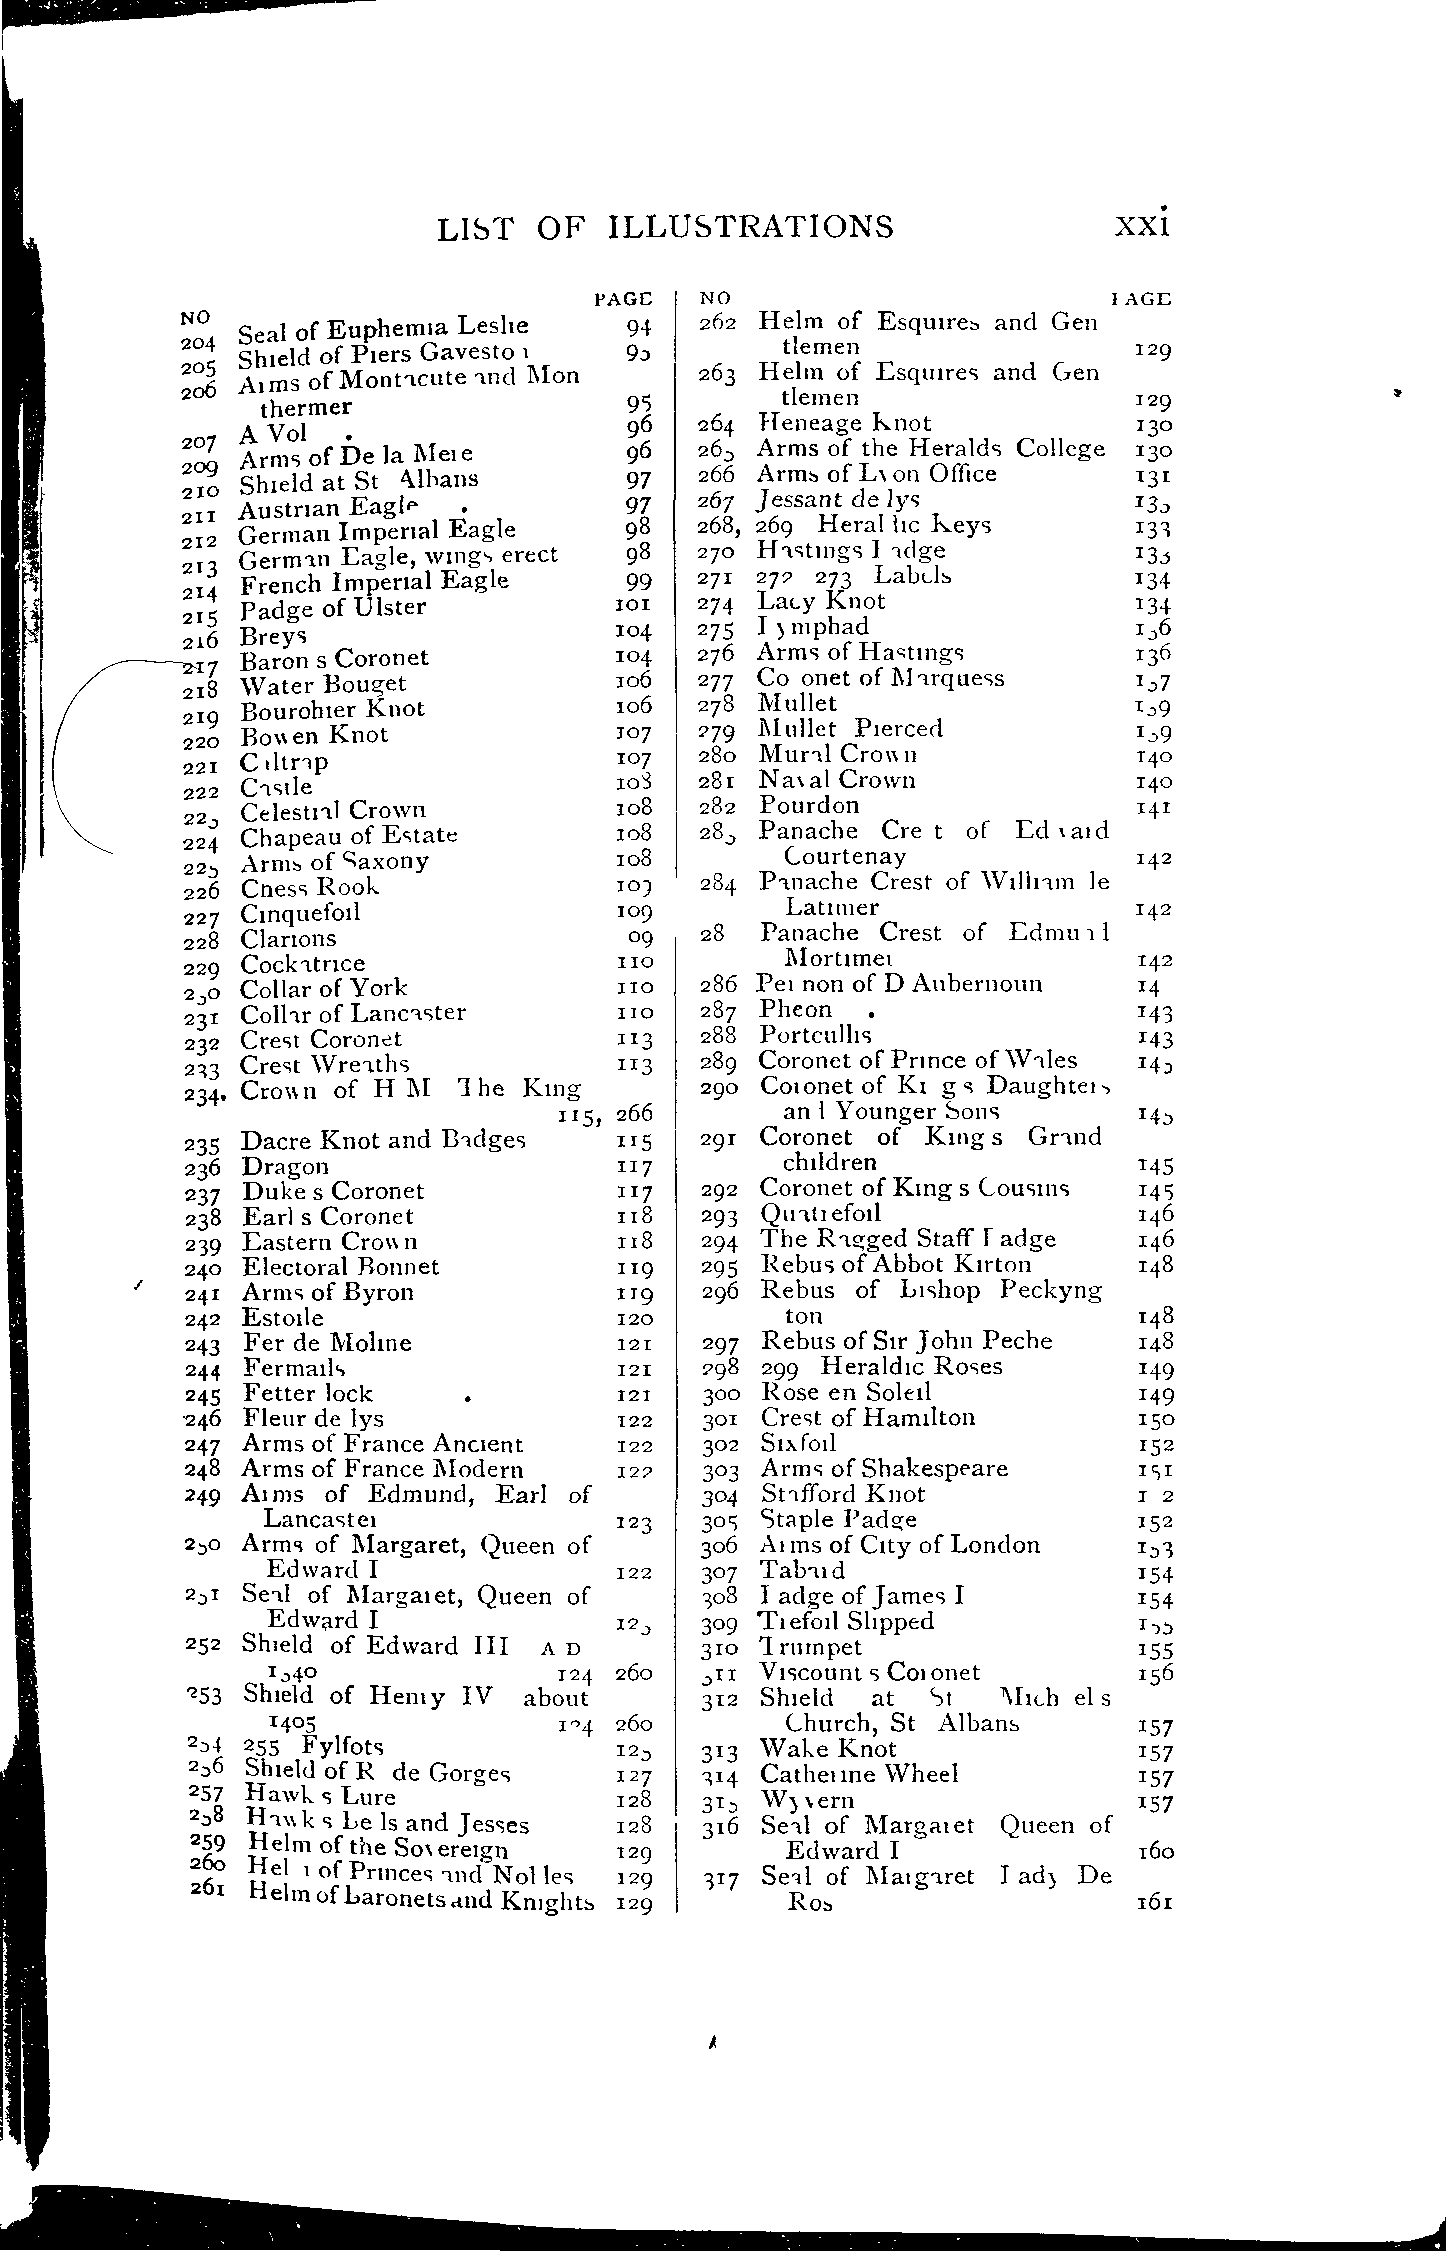 LIST OF ILLUSTRATIONS xxi
NO PAGE
204 Seal of Euphemia Leslie 94
205 Shield of Piers Gaveston 95
206 Arms of Montacute and Mon
thermer 95
207 A Vol 96
209 Arms of De la Mere 96
210 Shield at St Albans 97
211 Austrian Eagle 97
212 German Imperial Eagle 98
213 German Eagle, wings erect 98
214 French Imperial Eagle 99
215 Badge of Ulster 101
216 Breys 104
217 Baron s Coronet 104
218 Water Bouget 106
219 Bourchier Knot 106
220 Bowen Knot 107
221 Caltrap 107
222 Castle 108
223 Celestial Crown 108
224 Chapeau of Estate 108
225 Arms of Saxony 108
226 Chess Rook 109
227 Cinquefoil 109
228 Clarions 09
229 Cockatrice 110
230 Collar of York 110
231 Collar of Lancaster 110
232 Crest Coronet 113
233 Crest Wreaths 113
234. Crown of H M The King
115, 266
235 Dacre Knot and Badges 115
236 Dragon 117
237 Duke s Coronet 117
238 Earl s Coronet 118
239 Eastern Crown 118
240 Electoral Bonnet 119
241 Arms of Byron 119
242 Estoile 120
243 Fer de Moline 121
244 Fermails 121
245 Fetter lock 121
246 Fleur de lys 122
247 Arms of France Ancient 122
248 Arms of France Modern 122
249 Arms of Edmund, Earl of
Lancaster 123
250 Arms of Margaret, Queen of
Edward I 122
251 Seal of Margaret, Queen of
Edward I 123
252 Shield of Edward III A D
1340 124 260
253 Shield of Henry IV about
1405 124 260
254 255 Fylfots 125
256 Shield of R de Gorges 127
257 Hawk s Lure 128
258 Hawk s Bells and Jesses 128
259 Helm of the Sovereign 129
260 Helm of Princes and Nobles 129
261 Helm of Baronets and Knights 129
NO PAGE
262 Helm of Esquires and Gen
tlemen 129
263 Helm of Esquires and Gen
tlemen 129
264 Heneage Knot 130
265 Arms of the Heralds College 130
266 Arms of Lyon Office 131
267 Jessant de lys 133
268, 269 Heraldic Keys 133
270 Hastings Badge 133
271 272 273 Labels 134
274 Lacy Knot 134
275 Lymphad 136
276 Arms of Hastings 136
277 Coronet of Marquess 137
278 Mullet 139
279 Mullet Pierced 139
280 Mural Crown 140
281 Naval Crown 140
282 Bourdon 141
283 Panache Crest of Edward
Courtenay 142
284 Panache Crest of William le
Latimer 142
28 Panache Crest of Edmund
Mortimer 142
286 Pennon of D Aubernoun 14
287 Pheon 143
288 Portcullis 143
289 Coronet of Prince of Wales 145
290 Coronet of King s Daughters
and Younger Sons 145
291 Coronet of King s Grand
children 145
292 Coronet of King s Cousins 145
293 Quatrefoil 146
294 The Ragged Staff Badge 146
295 Rebus of Abbot Kirton 148
296 Rebus of Bishop Peckyng
ton 148
297 Rebus of Sir John Peche 148
298 299 Heraldic Roses 149
300 Rose en Soleil 149
301 Crest of Hamilton 150
302 Sixfoil 152
303 Arms of Shakespeare 151
304 Stafford Knot 1 2
305 Staple Badge 152
306 Arms of City of London 153
307 Tabard 154
308 Badge of James I 154
309 Trefoil Slipped 155
310 Trumpet 155
311 Viscount s Coronet 156
312 Shield at St Mich el s
Church, St Albans 157
313 Wake Knot 157
314 Catherine Wheel 157
315 Wyvern 157
316 Seal of Margaret Queen of
Edward I 160
317 Seal of Margaret Lady De
Ros 161